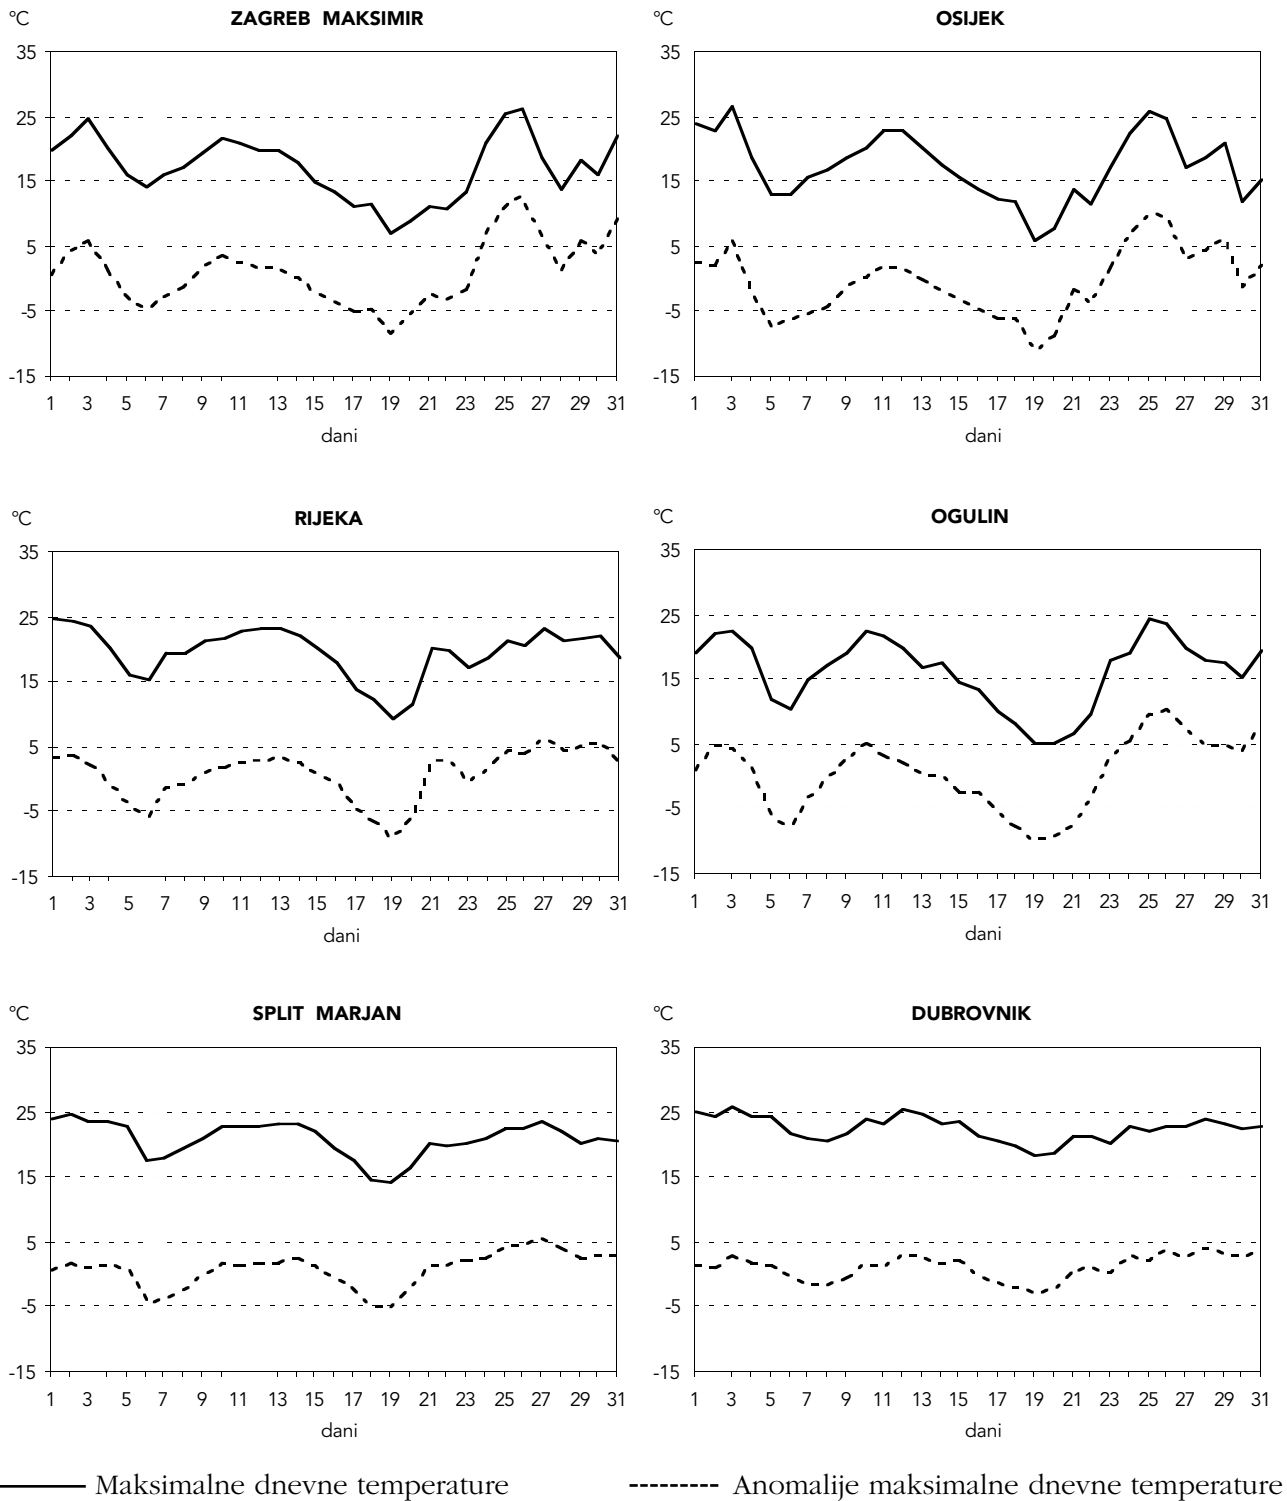 °C ZAGREB MAKSIMIR
35
25
15
5
-5
-15
1 3 5 7 9 11 13 15 17 19 21 23 25 27 29 31
dani
°C OSIJEK
35
25
15
5
-5
-15
1 3 5 7 9 11 13 15 17 19 21 23 25 27 29 31
dani
°C RIJEKA
35
25
15
5
-5
-15
1 3 5 7 9 11 13 15 17 19 21 23 25 27 29 31
dani
°C OGULIN
35
25
15
5
-5
-15
1 3 5 7 9 11 13 15 17 19 21 23 25 27 29 31
dani
°C SPLIT MARJAN
35
25
15
5
-5
-15
1 3 5 7 9 11 13 15 17 19 21 23 25 27 29 31
dani
°C DUBROVNIK
35
25
15
5
-5
-15
1 3 5 7 9 11 13 15 17 19 21 23 25 27 29 31
dani
Maksimalne dnevne temperature
Anomalije maksimalne dnevne temperature